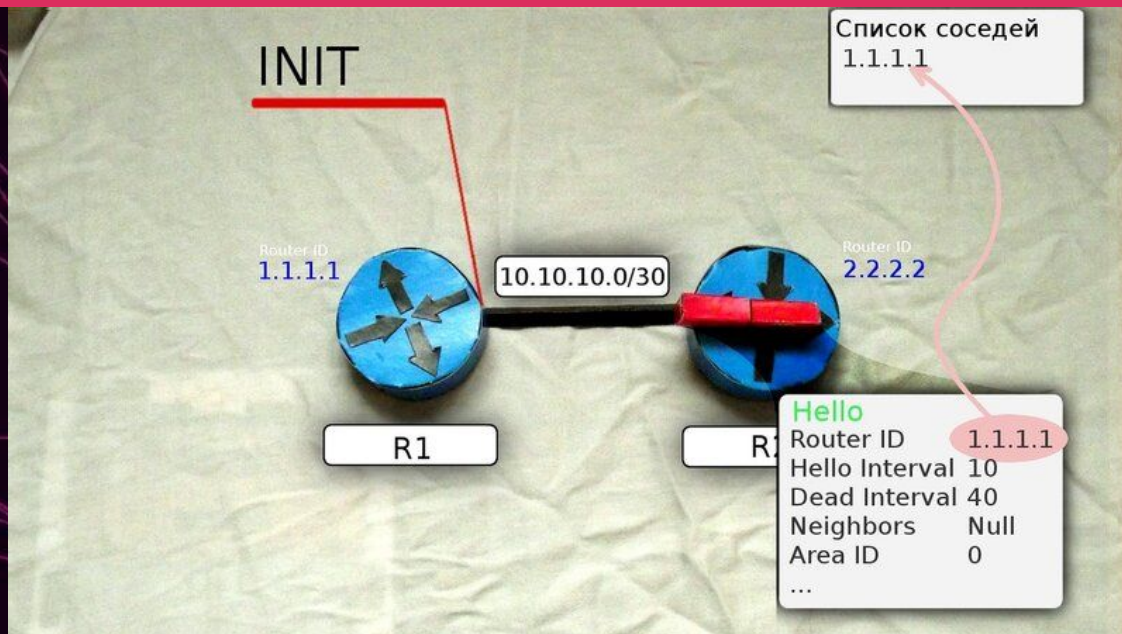 Список соседей
1.1.1.1
INIT
Router ID
1.1.1.1
10.10.10.0/30
Router ID
2.2.2.2
R1
Hello
Router ID 1.1.1.1
Hello Interval 10
Dead Interval 40
Neighbors Null
Area ID 0
...